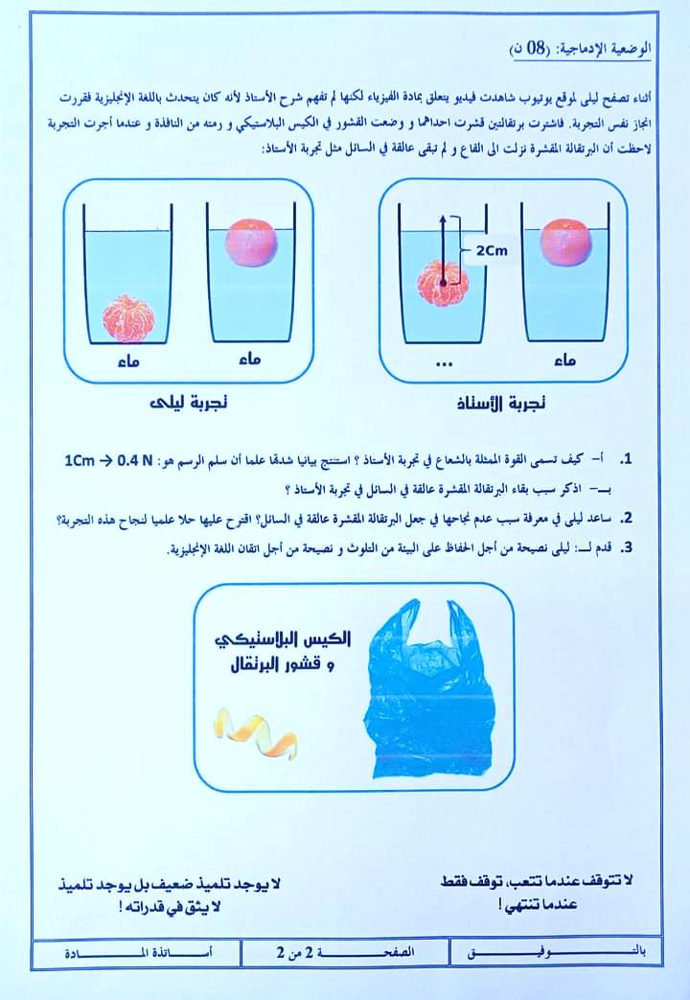 الوضعية الإدماجية: (08 ن)
أثناء تصفح ليلى لموقع يوتيوب شاهدت فيديو يتعلق بمادة الفيزياء لكنها لم تفهم شرح الأستاذ لأنه كان يتحدث باللغة الإنجليزية فقررت
انجاز نفس التجربة. فاشترت برتقالتين قشرت احداهما و وضعت القشور في الكيس البلاستيكي و رمته من النافذة و عندما أجرت التجربة
لاحظت أن البرتقالة المقشرة نزلت الى القاع و لم تبقى عالقة في السائل مثل تجربة الأستاذ:
2Cm
ماء
...
ماء
ماء
تجربة الأستاذ
تجربة ليلى
1. أ– كيف تسمى القوة الممثلة بالشعاع في تجربة الأستاذ ؟ استنتج بيانيا شدتها علما أن سلم الرسم هو: 1Cm → 0.4 N
بــ– اذكر سبب بقاء البرتقالة المقشرة عالقة في السائل في تجربة الأستاذ ؟
2. ساعد ليلى في معرفة سبب عدم نجاحها في جعل البرتقالة المقشرة عالقة في السائل؟ اقترح عليها حلا علميا لنجاح هذه التجربة؟
3. قدم لــ: ليلى نصيحة من أجل الحفاظ على البيئة من التلوث و نصيحة من أجل اتقان اللغة الإنجليزية.
الكيس البلاستيكي
و قشور البرتقال
لا تتوقف عندما تتعب، توقف فقط
عندما تنتهي!
لا يوجد تلميذ ضعيف بل يوجد تلميذ
لا يثق في قدراته!
بالتــــــوفيــــق
الصفحــــــة 2 من 2
أســــاتذة المــــــادة